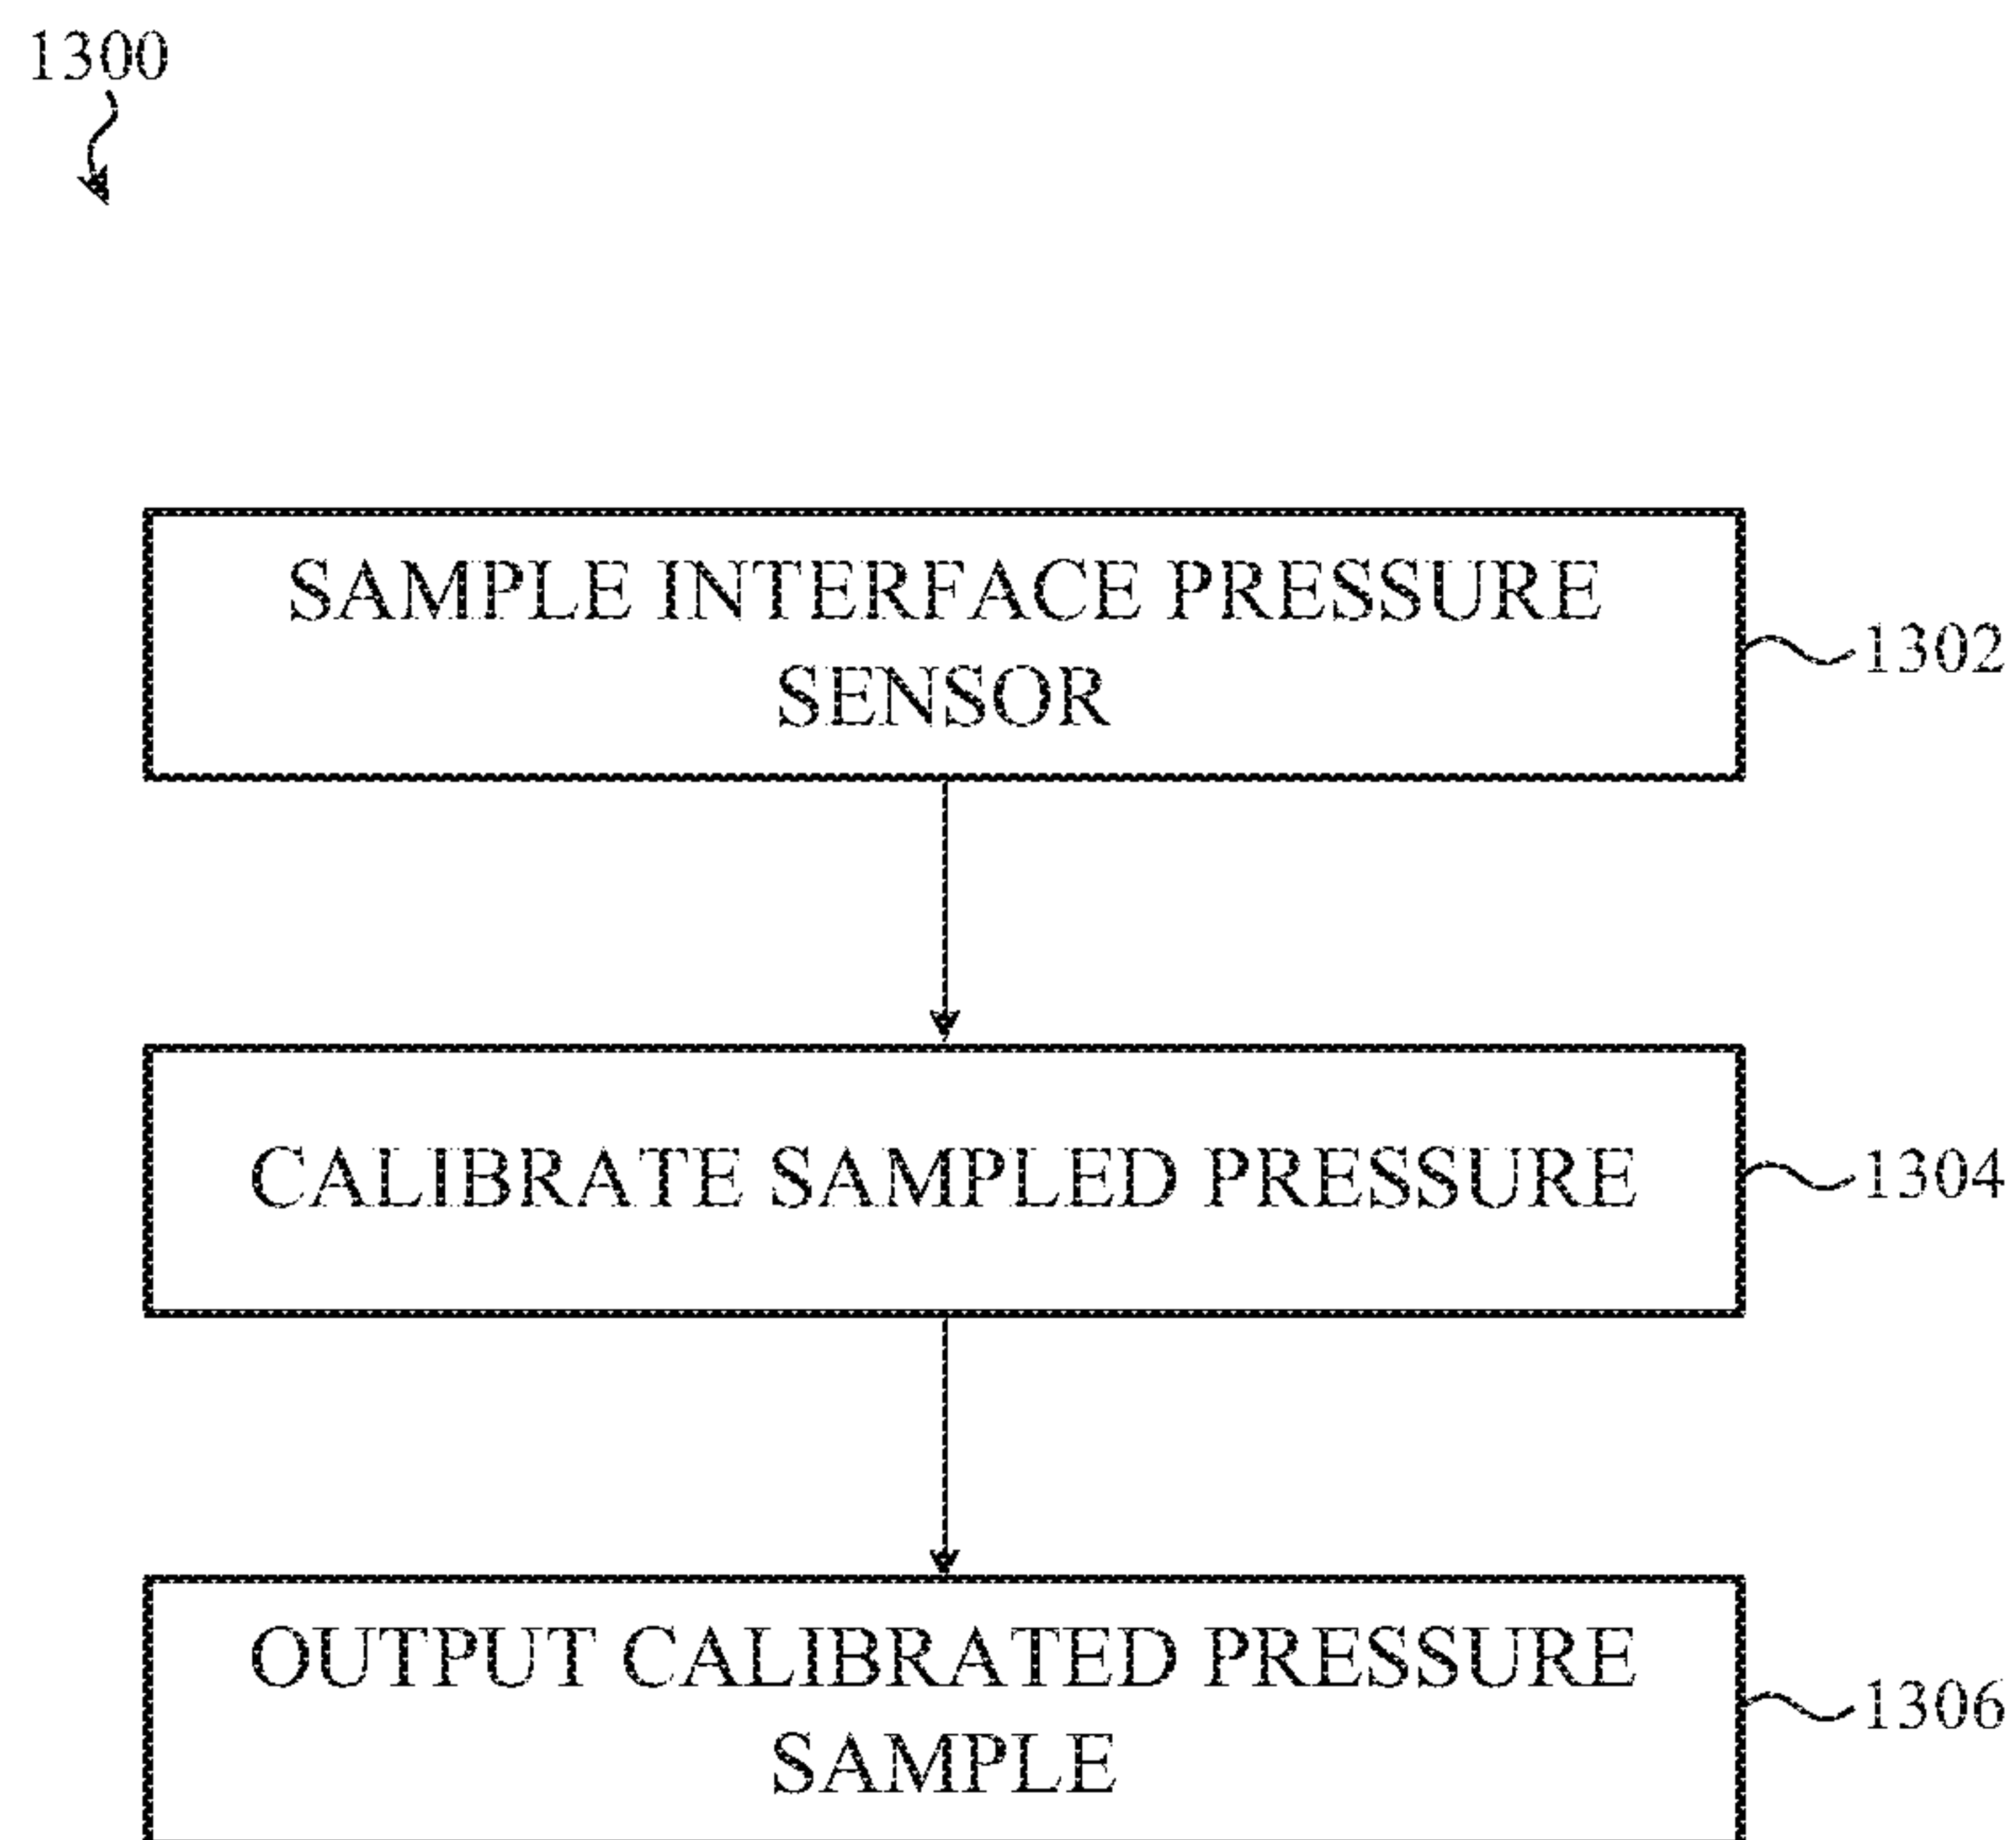 1300
SAMPLE INTERFACE PRESSURE
SENSOR
1302
CALIBRATE SAMPLED PRESSURE
1304
OUTPUT CALIBRATED PRESSURE
SAMPLE
1306